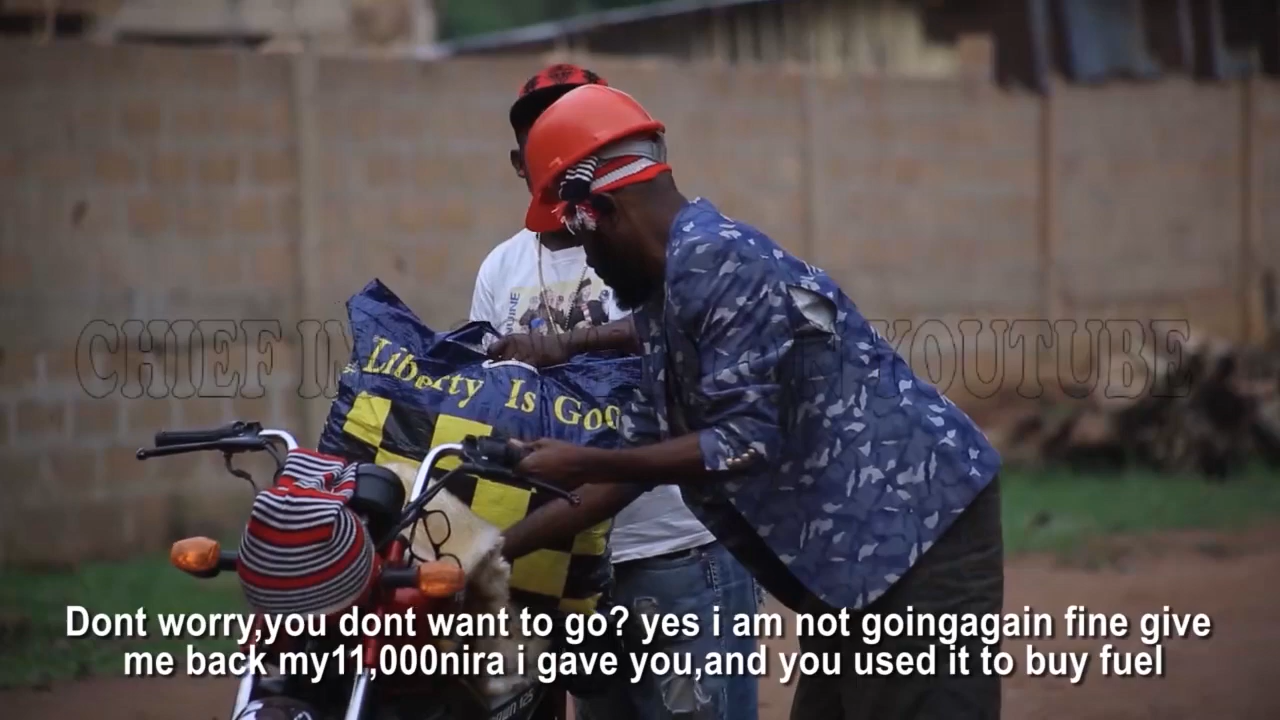 CHIEF IN YOUTUBE
Liberty Is Goo
Dont worry,you dont want to go? yes i am not goingagain fine give
me back my11,000nira i gave you,and you used it to buy fuel